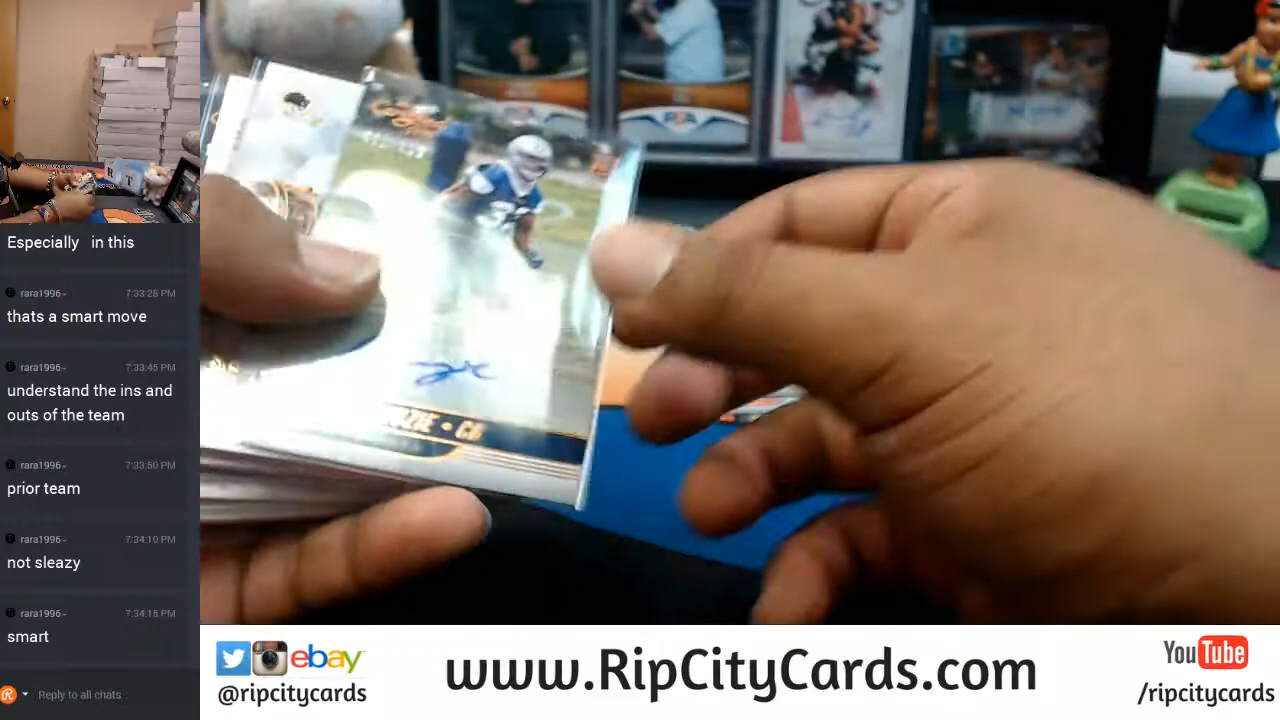 Especially in this
rara1996-
7:33:28 PM
thats a smart move
rara1996-
7:33:45 PM
understand the ins and
outs of the team
rara1996-
7:33:50 PM
prior team
rara1996-
7:34:10 PM
not sleazy
rara1996-
7:34:15 PM
smart
Reply to all chats
ebay
@ripcitycards
www.RipCityCards.com
YouTube
/ripcitycards